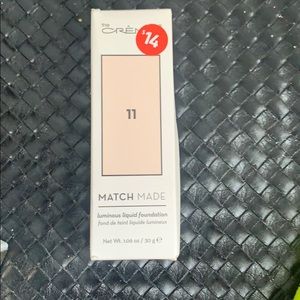 the
CRÈM
$14
11
MATCH MADE
luminous liquid foundation
fond de teint liquide lumineux
Net Wt. 1.06 oz / 30 g e